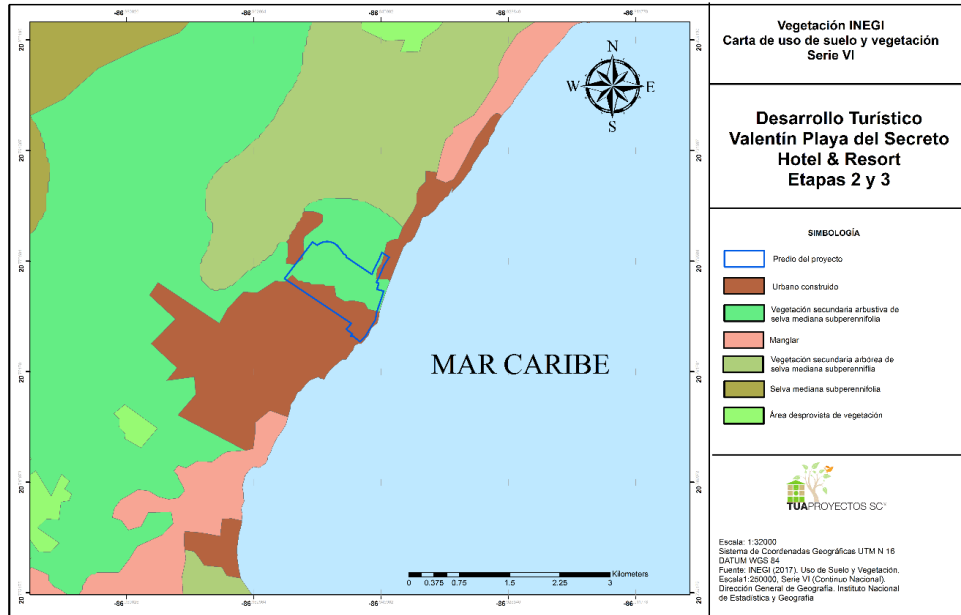 Vegetación INEGI
Carta de uso de suelo y vegetación
Serie VI
Desarrollo Turístico
Valentín Playa del Secreto
Hotel & Resort
Etapas 2 y 3
SIMBOLOGÍA
Predio del proyecto
Urbano construido
Vegetación secundaria arbustiva de
selva mediana subperennifolia
Manglar
Vegetación secundaria arbórea de
selva mediana subperenniflia
Selva mediana subperennifolia
Área desprovista de vegetación
TUAPROYECTOS SC
Escala: 1:32000
Sistema de Coordenadas Geográficas UTM N 16
DATUM WGS 84
Fuente: INEGI (2017). Uso de Suelo y Vegetación.
Escala1:250000, Serie VI (Continuo Nacional).
Dirección General de Geografía. Instituto Nacional
de Estadística y Geografía
N
W E
S
MAR CARIBE
Kilometers
0 0.375 0.75 1.5 2.25 3